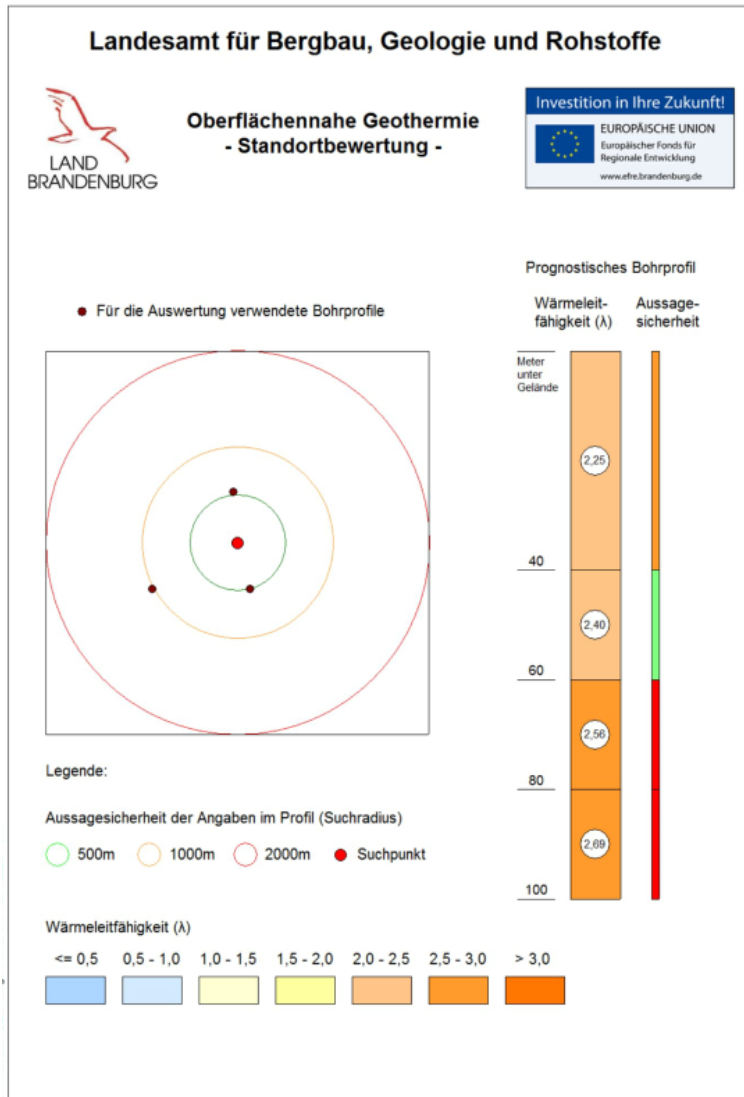 Landesamt für Bergbau, Geologie und Rohstoffe
LAND
BRANDENBURG
Oberflächennahe Geothermie
- Standortbewertung -
Investition in Ihre Zukunft!
EUROPÄISCHE UNION
Europäischer Fonds für
Regionale Entwicklung
www.efre.brandenburg.de
Für die Auswertung verwendete Bohrprofile
Prognostisches Bohrprofil
Wärmeleit-
fähigkeit (λ)
Aussage-
sicherheit
Meter
unter
Gelände
2,25
40
2,40
60
2,56
80
2,69
100
Legende:
Aussagesicherheit der Angaben im Profil (Suchradius)
500m 1000m 2000m Suchpunkt
Wärmeleitfähigkeit (λ)
<= 0,5 0,5 - 1,0 1,0 - 1,5 1,5 - 2,0 2,0 - 2,5 2,5 - 3,0 > 3,0